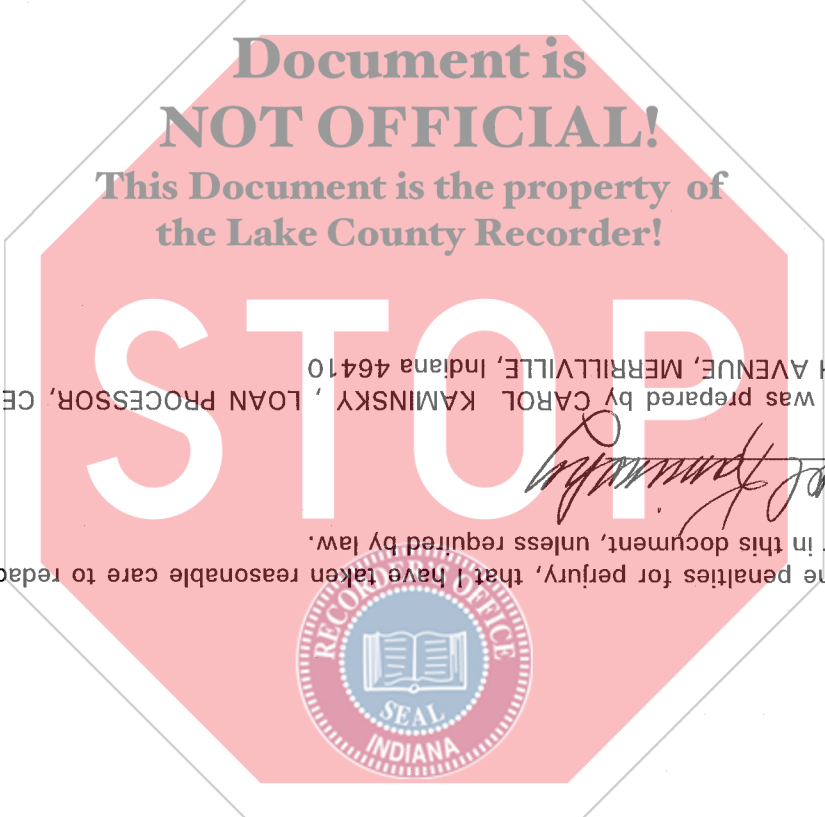 Document is
NOT OFFICIAL!
This Document is the property of
the Lake County Recorder!
STOP
H AVENUE, MERRILLVILLE, Indiana 46410
was prepared by CAROL KAMINSKY , LOAN PROCESSOR, CE
in this document, unless required by law.
penalties for perjury, that I have taken reasonable care to redac
RECORDER'S OFFICE
SEAL
INDIANA